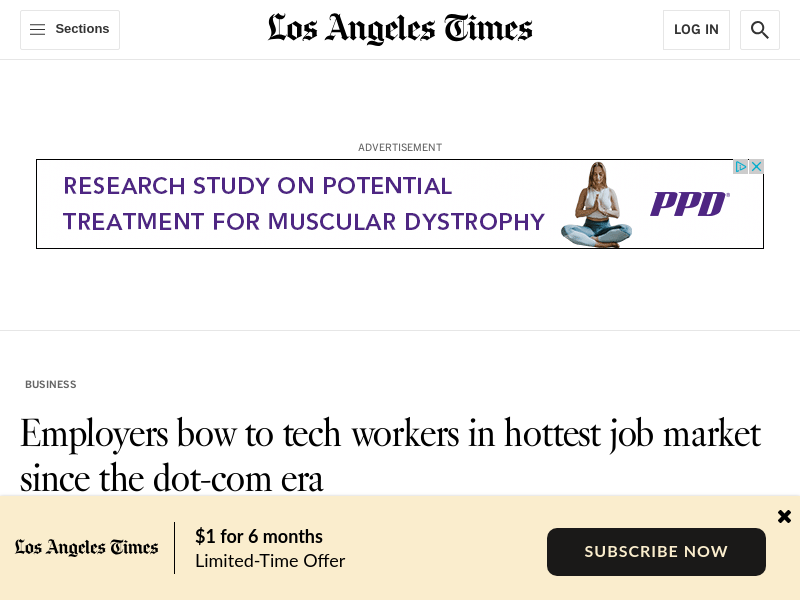 Sections
Los Angeles Times
LOG IN
ADVERTISEMENT
RESEARCH STUDY ON POTENTIAL
TREATMENT FOR MUSCULAR DYSTROPHY
PPD®
BUSINESS
Employers bow to tech workers in hottest job market
since the dot-com era
Los Angeles Times
$1 for 6 months
Limited-Time Offer
SUBSCRIBE NOW